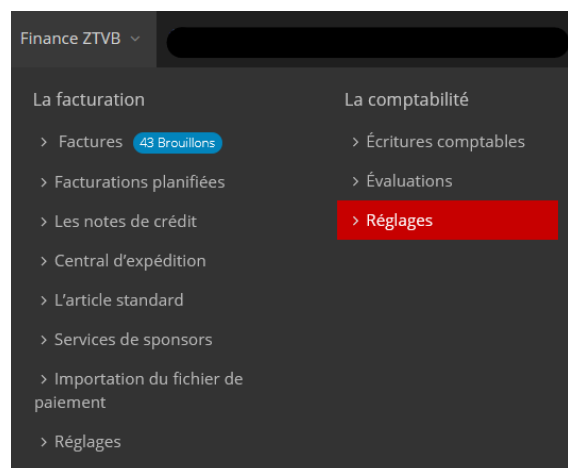 Finance ZTVB
La facturation
Factures 43 Brouillons
Facturations planifiées
Les notes de crédit
Central d'expédition
L'article standard
Services de sponsors
Importation du fichier de
paiement
Réglages
La comptabilité
Écritures comptables
Évaluations
Réglages